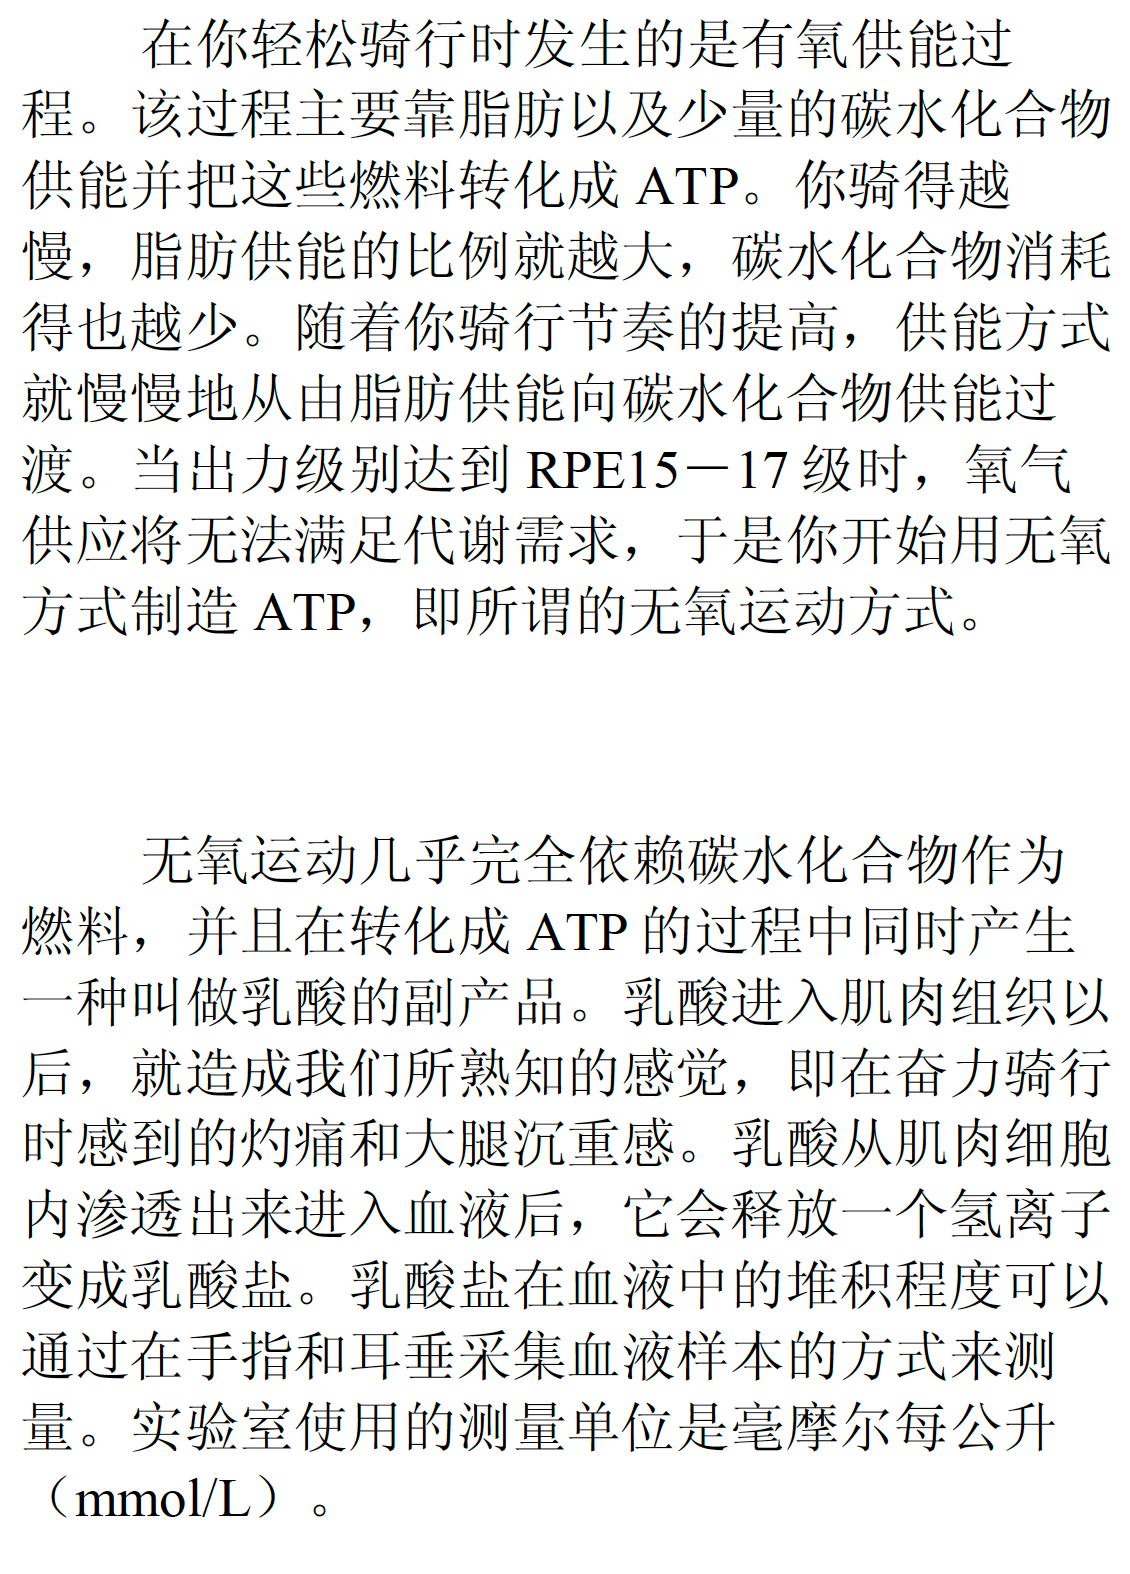 在你轻松骑行时发生的是有氧供能过
程。该过程主要靠脂肪以及少量的碳水化合物
供能并把这些燃料转化成 ATP。你骑得越
慢，脂肪供能的比例就越大，碳水化合物消耗
得也越少。随着你骑行节奏的提高，供能方式
就慢慢地从由脂肪供能向碳水化合物供能过
渡。当出力级别达到 RPE15－17 级时，氧气
供应将无法满足代谢需求，于是你开始用无氧
方式制造 ATP，即所谓的无氧运动方式。
无氧运动几乎完全依赖碳水化合物作为
燃料，并且在转化成 ATP 的过程中同时产生
一种叫做乳酸的副产品。乳酸进入肌肉组织以
后，就造成我们所熟知的感觉，即在奋力骑行
时感到的灼痛和大腿沉重感。乳酸从肌肉细胞
内渗透出来进入血液后，它会释放一个氢离子
变成乳酸盐。乳酸盐在血液中的堆积程度可以
通过在手指和耳垂采集血液样本的方式来测
量。实验室使用的测量单位是毫摩尔每公升
（mmol/L）。